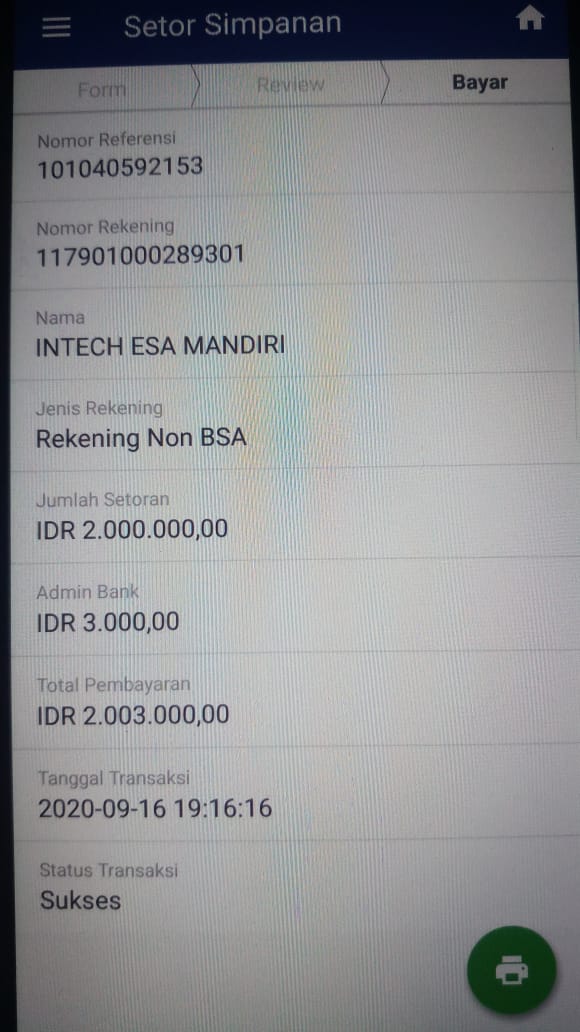 Setor Simpanan
Form
Review
Bayar
Nomor Referensi
101040592153
Nomor Rekening
117901000289301
Nama
INTECH ESA MANDIRI
Jenis Rekening
Rekening Non BSA
Jumlah Setoran
IDR 2.000.000,00
Admin Bank
IDR 3.000,00
Total Pembayaran
IDR 2.003.000,00
Tanggal Transaksi
2020-09-16 19:16:16
Status Transaksi
Sukses